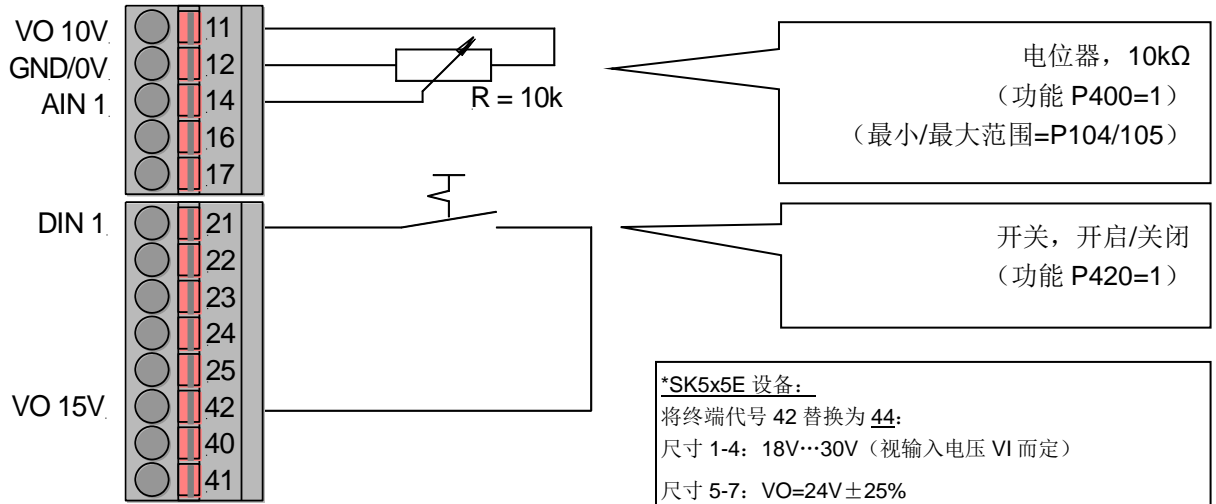 VO 10V
GND/0V
AIN 1
11
12
14
16
17
R = 10k
电位器，10kΩ
（功能 P400=1）
（最小/最大范围=P104/105）
DIN 1
VO 15V
21
22
23
24
25
42
40
41
开关，开启/关闭
（功能 P420=1）
*SK5x5E 设备：
将终端代号 42 替换为 44：
尺寸 1-4：18V…30V（视输入电压 VI 而定）
尺寸 5-7：VO=24V±25%